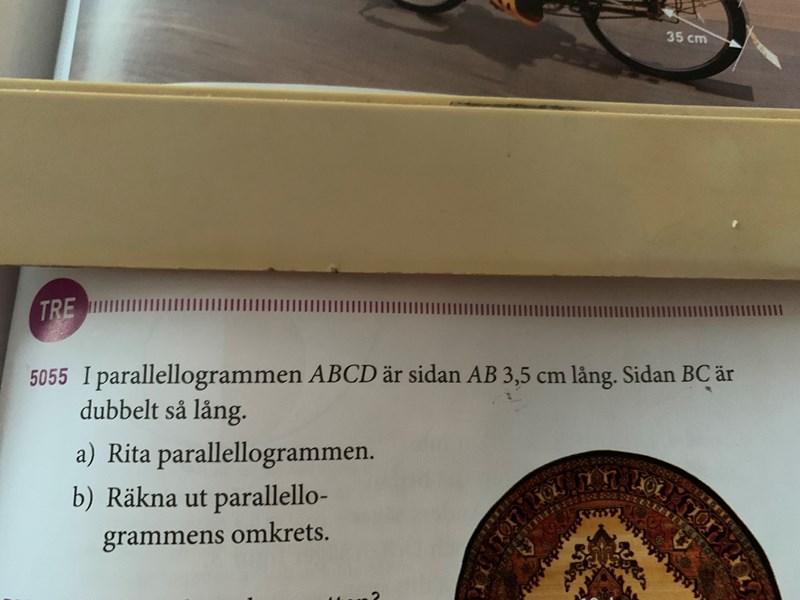 35 cm
TRE
5055 I parallellogrammen ABCD är sidan AB 3,5 cm lång. Sidan BC är
dubbelt så lång.
a) Rita parallellogrammen.
b) Räkna ut parallello-
grammens omkrets.